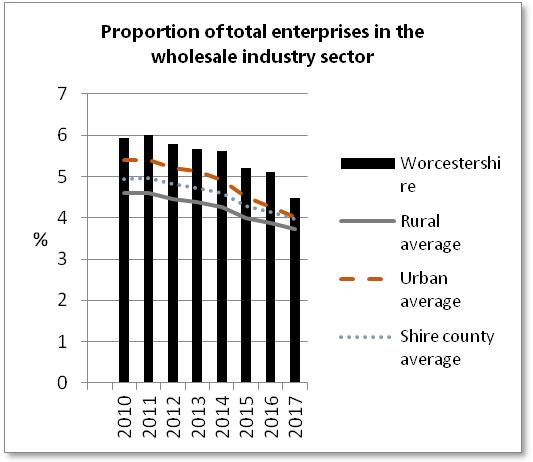 Proportion of total enterprises in the
wholesale industry sector
7
6
5
4
3
2
1
0
%
2010
2011
2012
2013
2014
2015
2016
2017
Worcestershi
re
Rural
average
Urban
average
Shire county
average